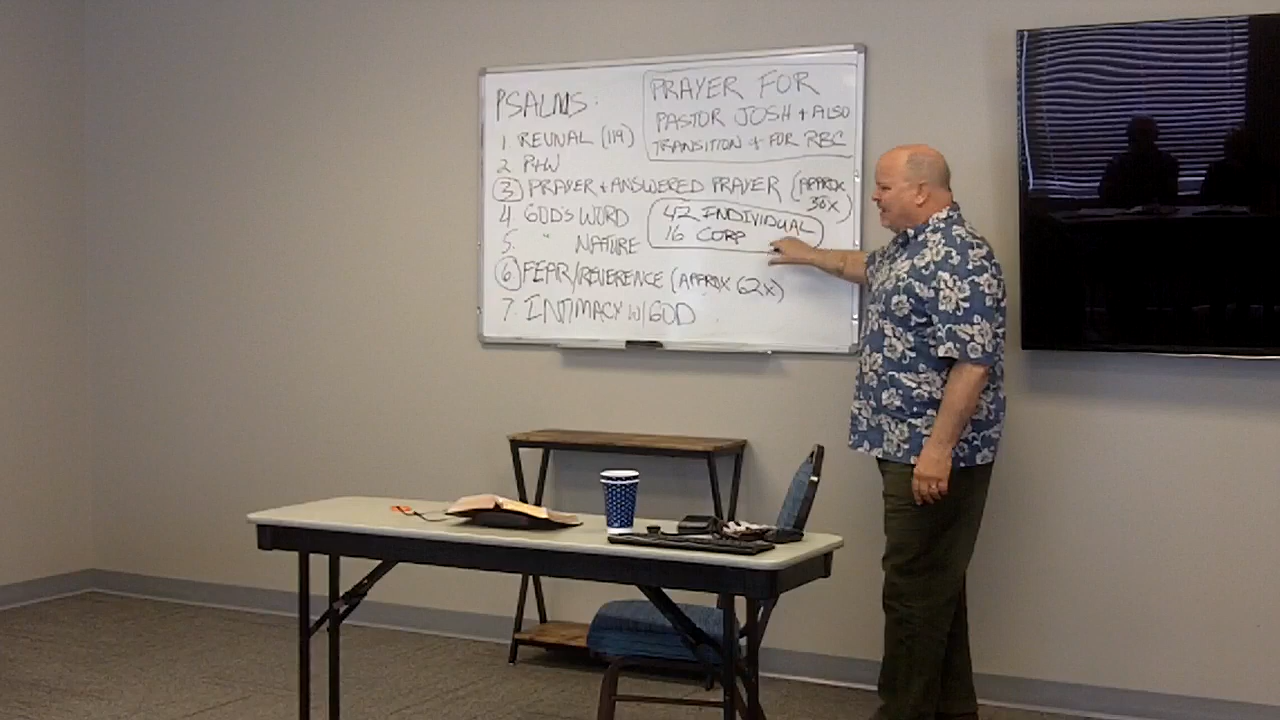 PSALMS:
1 REVIVAL (119)
2 P+W
3 PRAYER + ANSWERED PRAYER (APPROX 30X)
4. GOD'S WORD
5. " NATURE
6 FEAR/REVERENCE (APPROX 62X)
7. INTIMACY W/ GOD
PRAYER FOR
PASTOR JOSH + ALSO
TRANSITION + FOR RBC
42 INDIVIDUAL
16 CORP